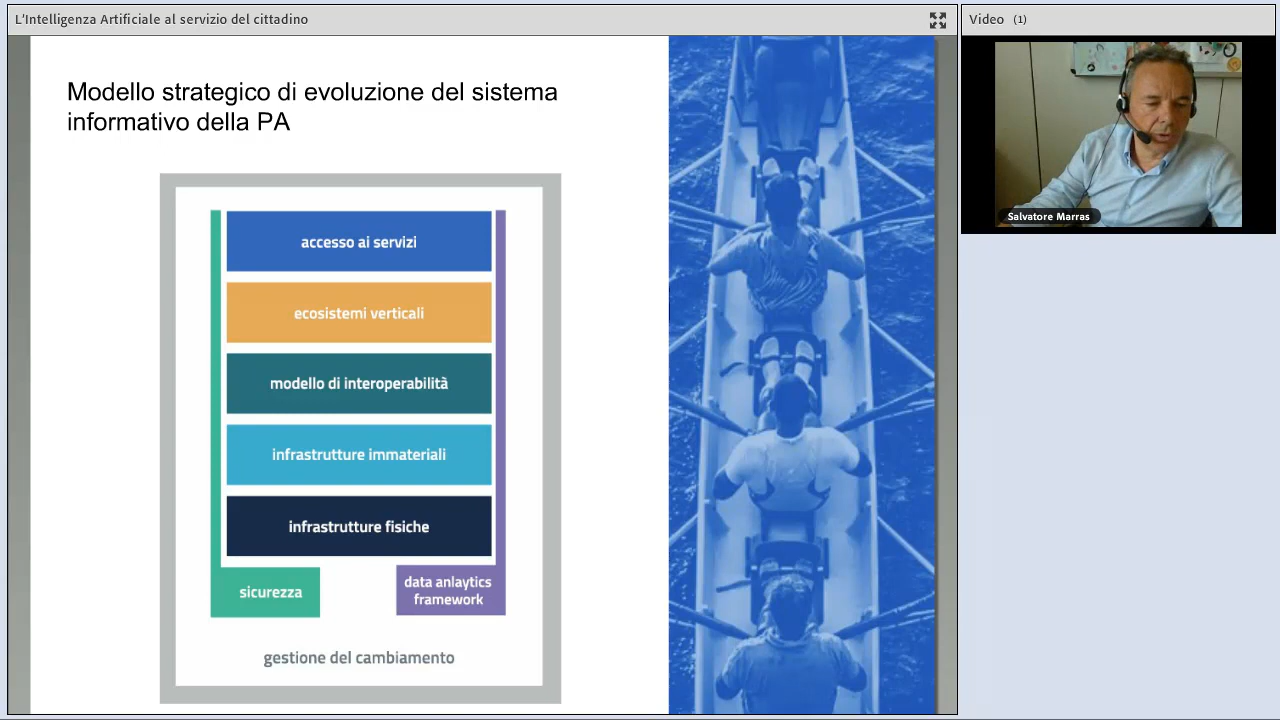 L'Intelligenza Artificiale al servizio del cittadino
Video (1)
Modello strategico di evoluzione del sistema
informativo della PA
accesso ai servizi
ecosistemi verticali
modello di interoperabilità
infrastrutture immateriali
infrastrutture fisiche
sicurezza
data anlaytics
framework
gestione del cambiamento
Salvatore Marras